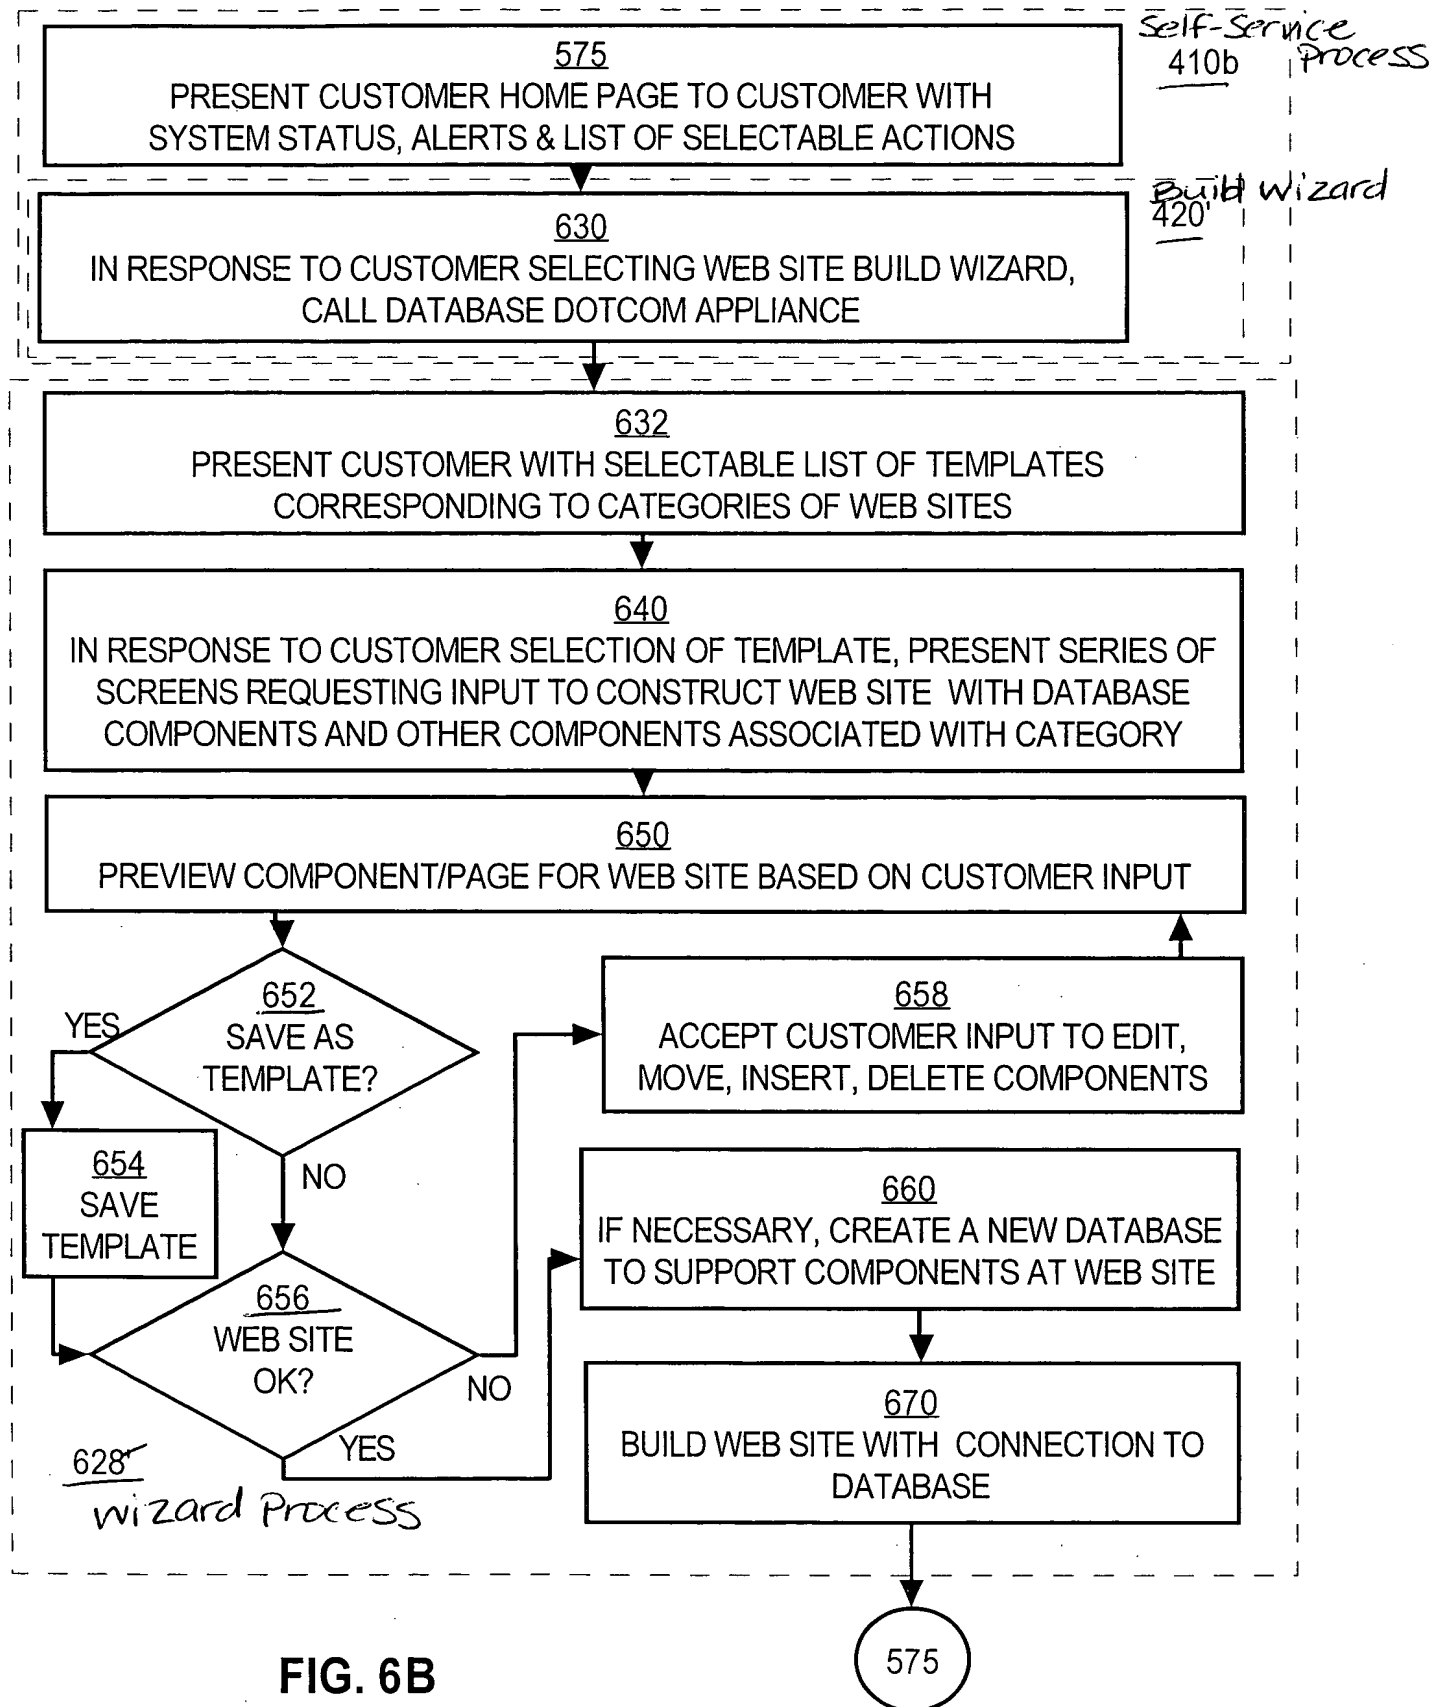 Self-Service
Process
410b
575
PRESENT CUSTOMER HOME PAGE TO CUSTOMER WITH
SYSTEM STATUS, ALERTS & LIST OF SELECTABLE ACTIONS
Build Wizard
420'
630
IN RESPONSE TO CUSTOMER SELECTING WEB SITE BUILD WIZARD,
CALL DATABASE DOTCOM APPLIANCE
632
PRESENT CUSTOMER WITH SELECTABLE LIST OF TEMPLATES
CORRESPONDING TO CATEGORIES OF WEB SITES
640
IN RESPONSE TO CUSTOMER SELECTION OF TEMPLATE, PRESENT SERIES OF
SCREENS REQUESTING INPUT TO CONSTRUCT WEB SITE WITH DATABASE
COMPONENTS AND OTHER COMPONENTS ASSOCIATED WITH CATEGORY
650
PREVIEW COMPONENT/PAGE FOR WEB SITE BASED ON CUSTOMER INPUT
652
SAVE AS
TEMPLATE?
YES
NO
654
SAVE
TEMPLATE
656
WEB SITE
OK?
NO
YES
658
ACCEPT CUSTOMER INPUT TO EDIT,
MOVE, INSERT, DELETE COMPONENTS
660
IF NECESSARY, CREATE A NEW DATABASE
TO SUPPORT COMPONENTS AT WEB SITE
670
BUILD WEB SITE WITH CONNECTION TO
DATABASE
628'
Wizard Process
575
FIG. 6B